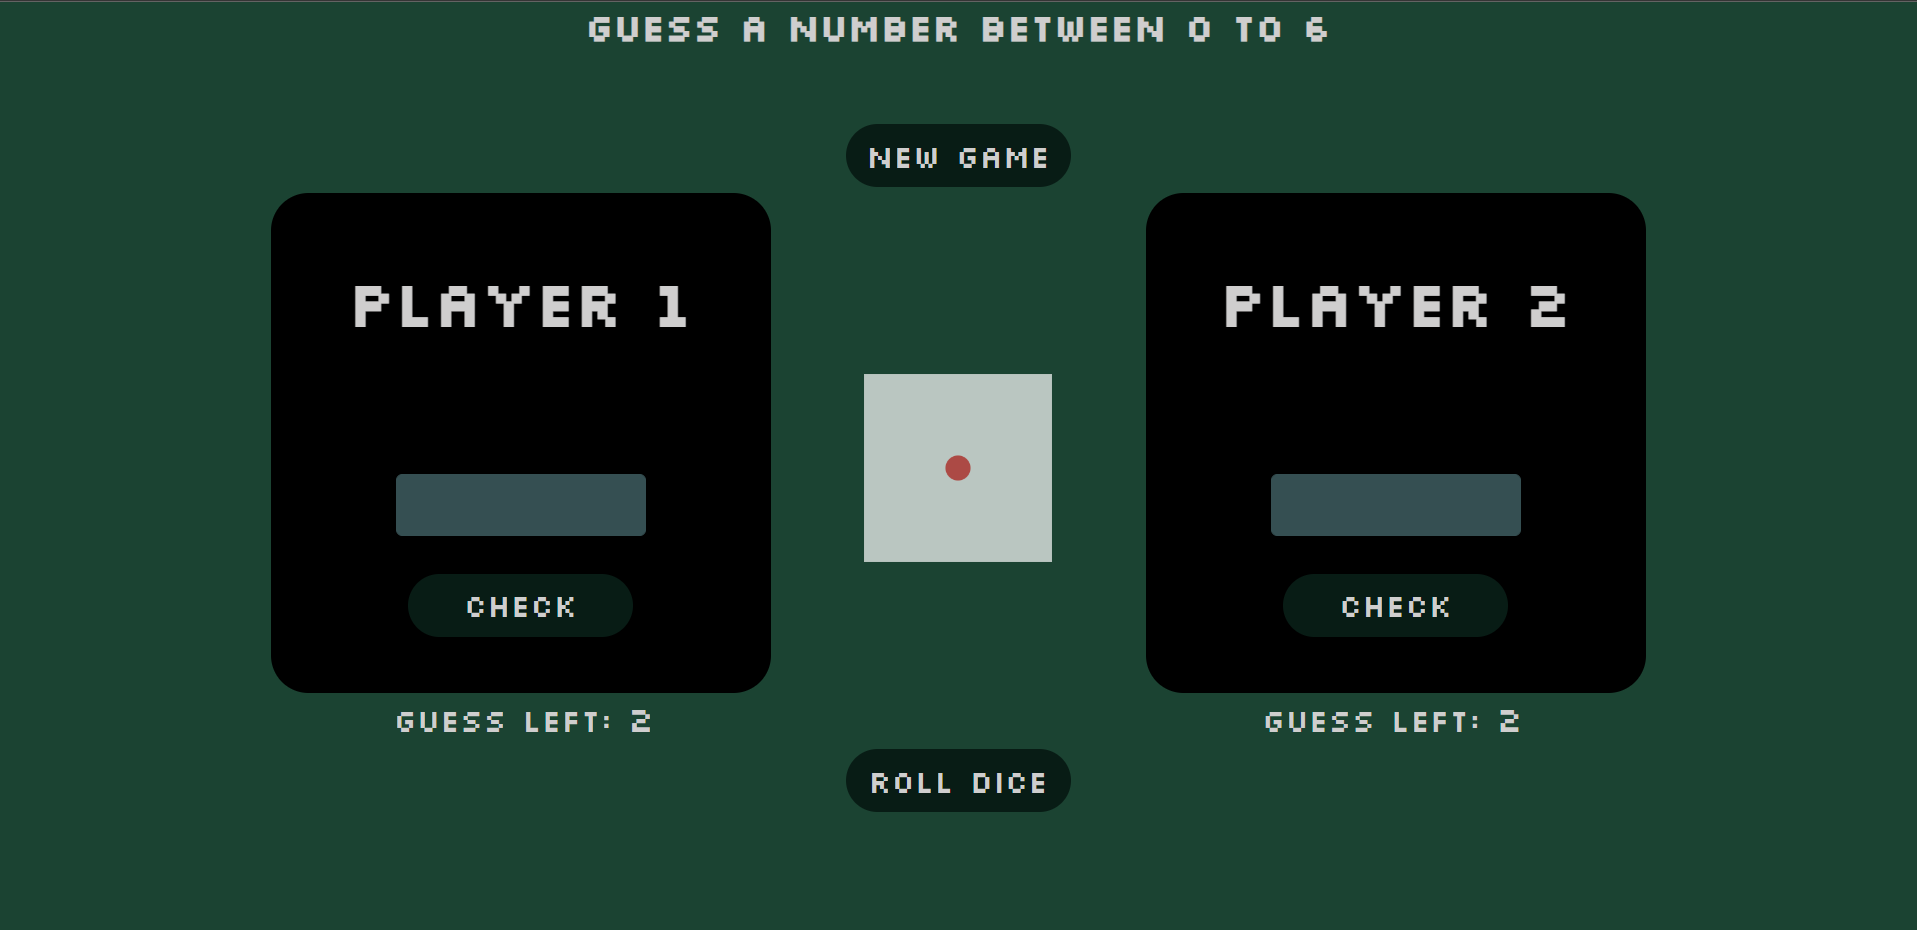 GUESS A NUMBER BETWEEN 0 TO 6
NEW GAME
PLAYER 1
PLAYER 2
CHECK
CHECK
GUESS LEFT: 2
GUESS LEFT: 2
ROLL DICE